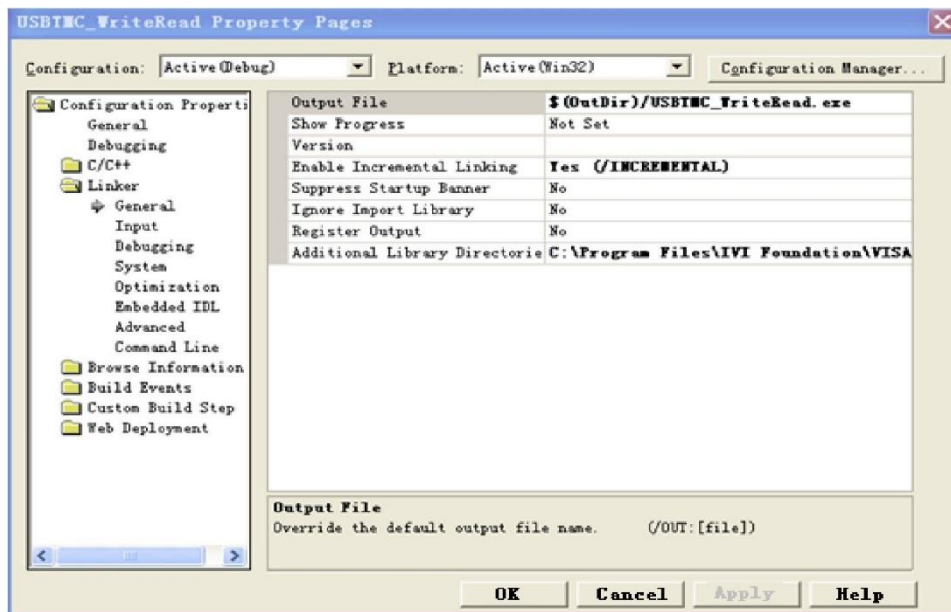 USBTMC_WriteRead Property Pages
Configuration: Active(Debug) Platform: Active(Win32) Configuration Manager...
Configuration Properti
General
Debugging
C/C++
Linker
General
Input
Debugging
System
Optimization
Embedded IDL
Advanced
Command Line
Browse Information
Build Events
Custom Build Step
Web Deployment
Output File $(OutDir)/USBTMC_WriteRead.exe
Show Progress Not Set
Version
Enable Incremental Linking Yes (/INCREMENTAL)
Suppress Startup Banner No
Ignore Import Library No
Register Output No
Additional Library Directorie C:\Program Files\IVI Foundation\VISA
Output File
Override the default output file name. (/OUT:[file])
OK Cancel Apply Help